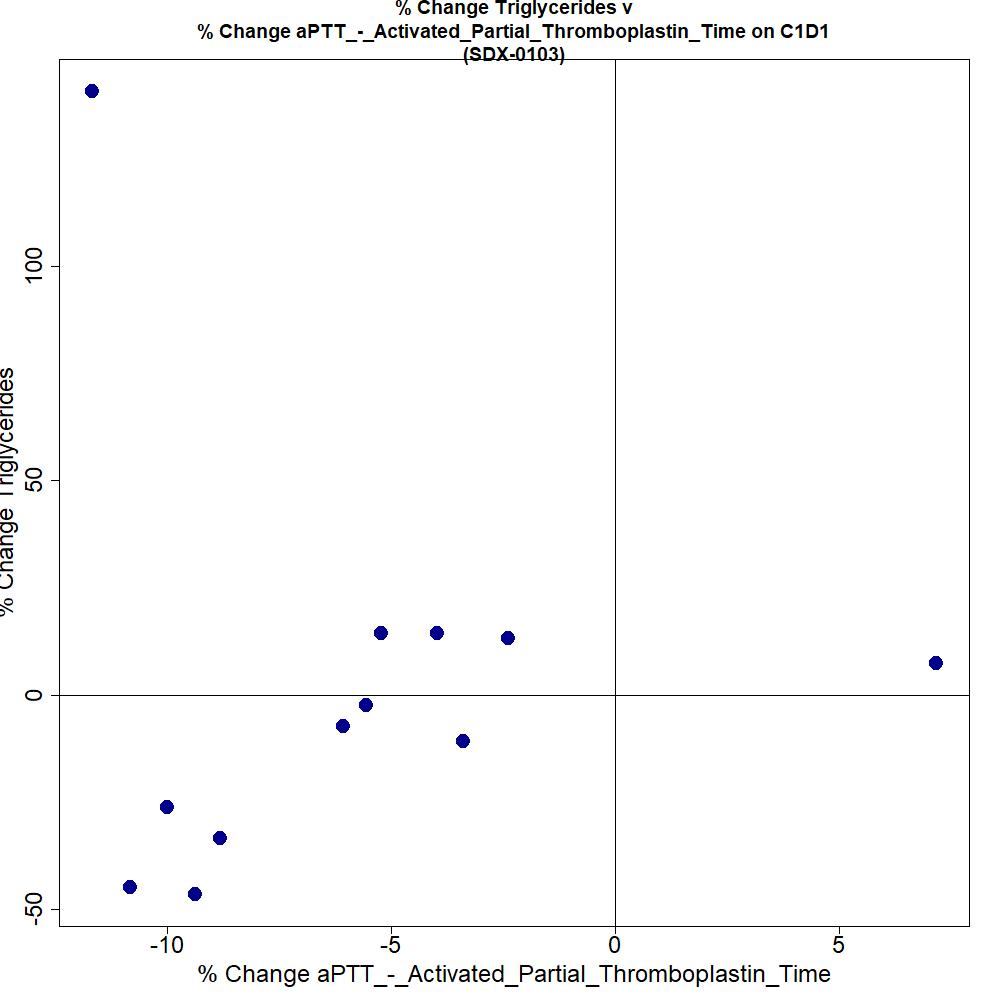 % Change Triglycerides v
% Change aPTT_-_Activated_Partial_Thromboplastin_Time on C1D1
(SDX-0103)
% Change Triglycerides
100
50
0
-50
-10
-5
0
5
% Change aPTT_-_Activated_Partial_Thromboplastin_Time